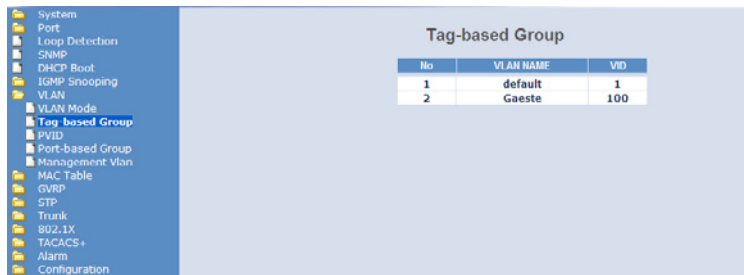 System
Port
Loop Detection
SNMP
DHCP Boot
IGMP Snooping
VLAN
VLAN Mode
Tag-based Group
PVID
Port-based Group
Management Vlan
MAC Table
GVRP
STP
Trunk
802.1X
TACACS+
Alarm
Configuration
Tag-based Group
No VLAN NAME VID
1 default 1
2 Gaeste 100